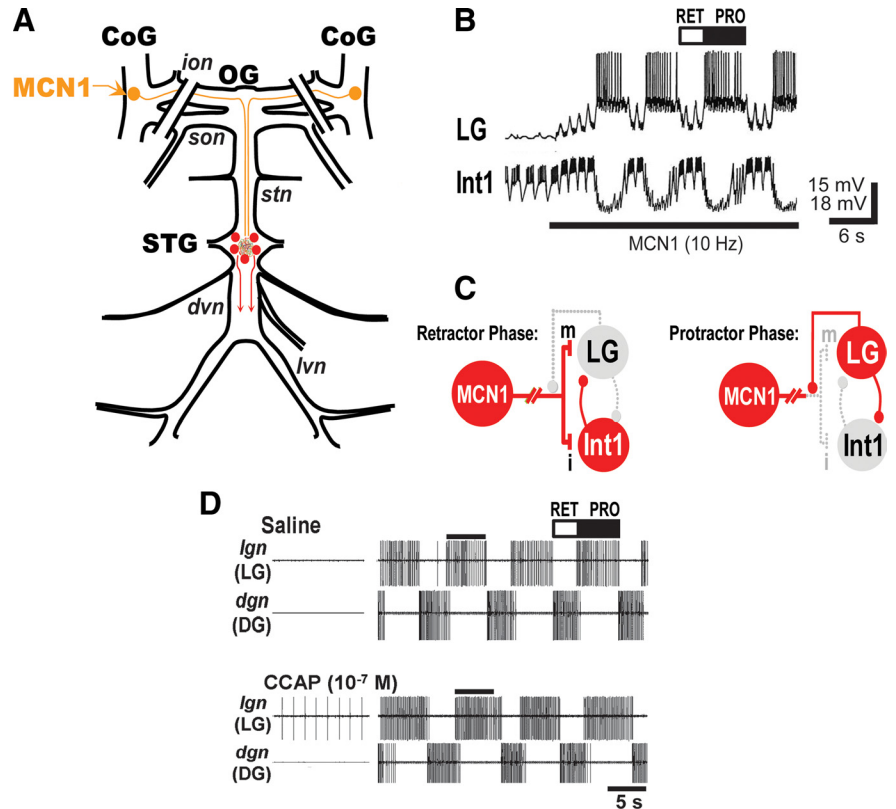 A
CoG
CoG
ion
OG
MCN1
son
stn
STG
dvn
lvn
B
RET PRO
LG
Int1
15 mV
18 mV
6 s
MCN1 (10 Hz)
C
Retractor Phase:
m
LG
MCN1
Int1
i
Protractor Phase:
m
LG
MCN1
Int1
i
D
RET PRO
Saline
lgn
(LG)
dgn
(DG)
CCAP (10⁻⁷ M)
lgn
(LG)
dgn
(DG)
5 s